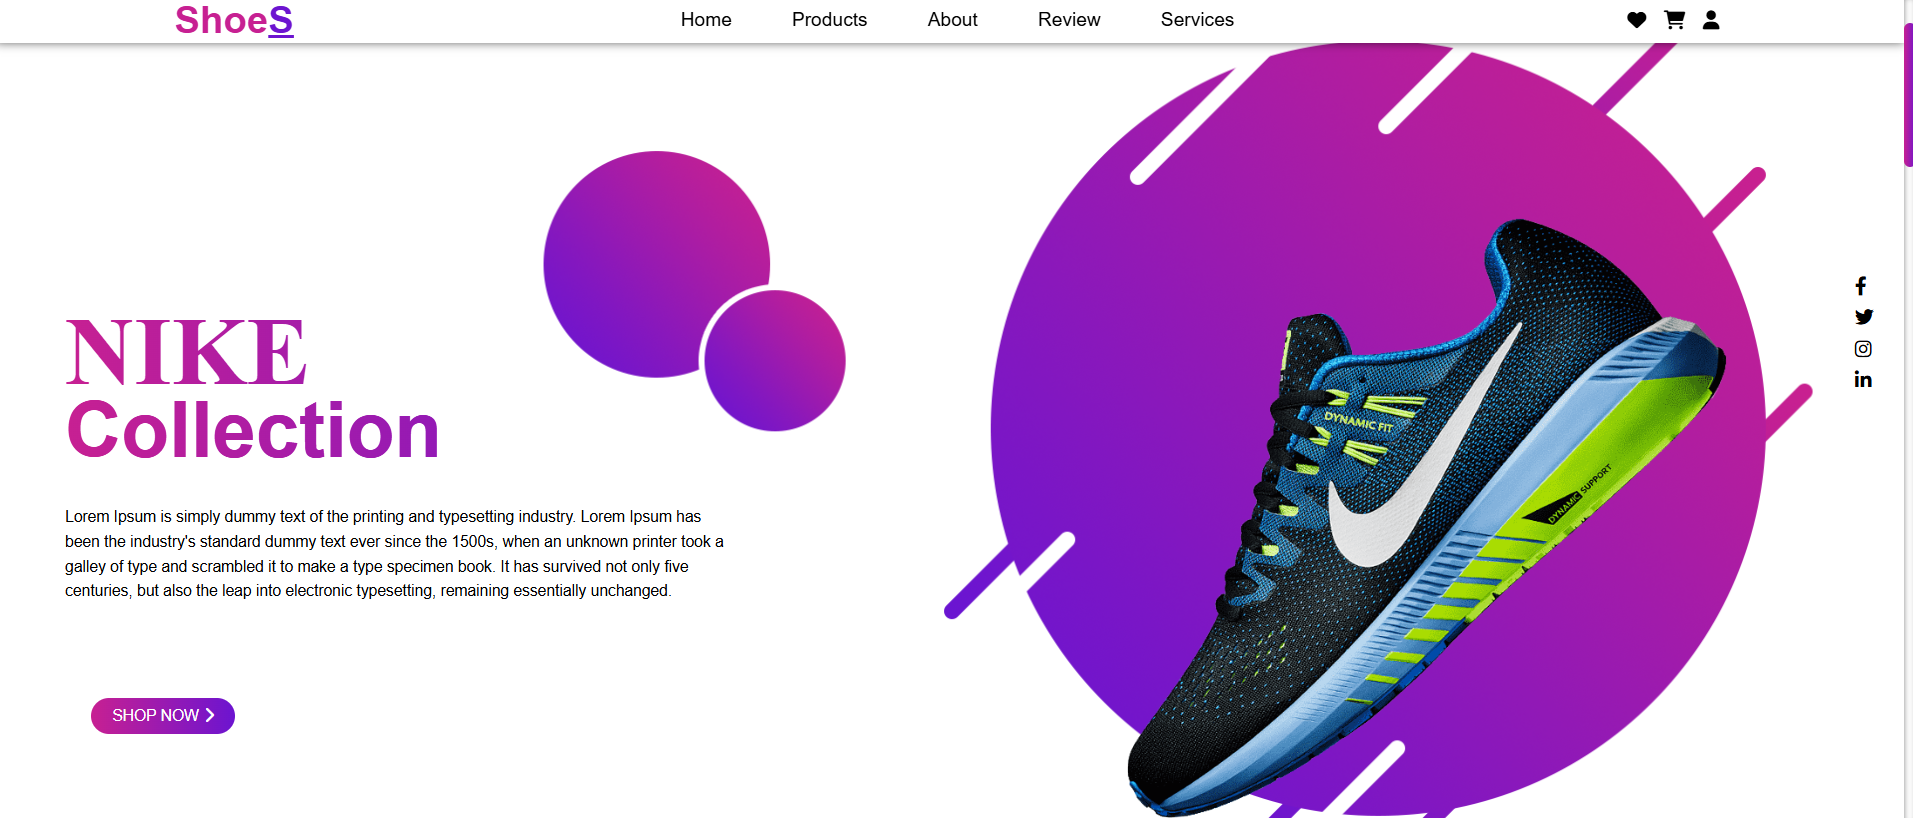 ShoeS
Home Products About Review Services
NIKE
Collection
Lorem Ipsum is simply dummy text of the printing and typesetting industry. Lorem Ipsum has
been the industry's standard dummy text ever since the 1500s, when an unknown printer took a
galley of type and scrambled it to make a type specimen book. It has survived not only five
centuries, but also the leap into electronic typesetting, remaining essentially unchanged.
SHOP NOW
DYNAMIC FIT
DYNAMIC SUPPORT